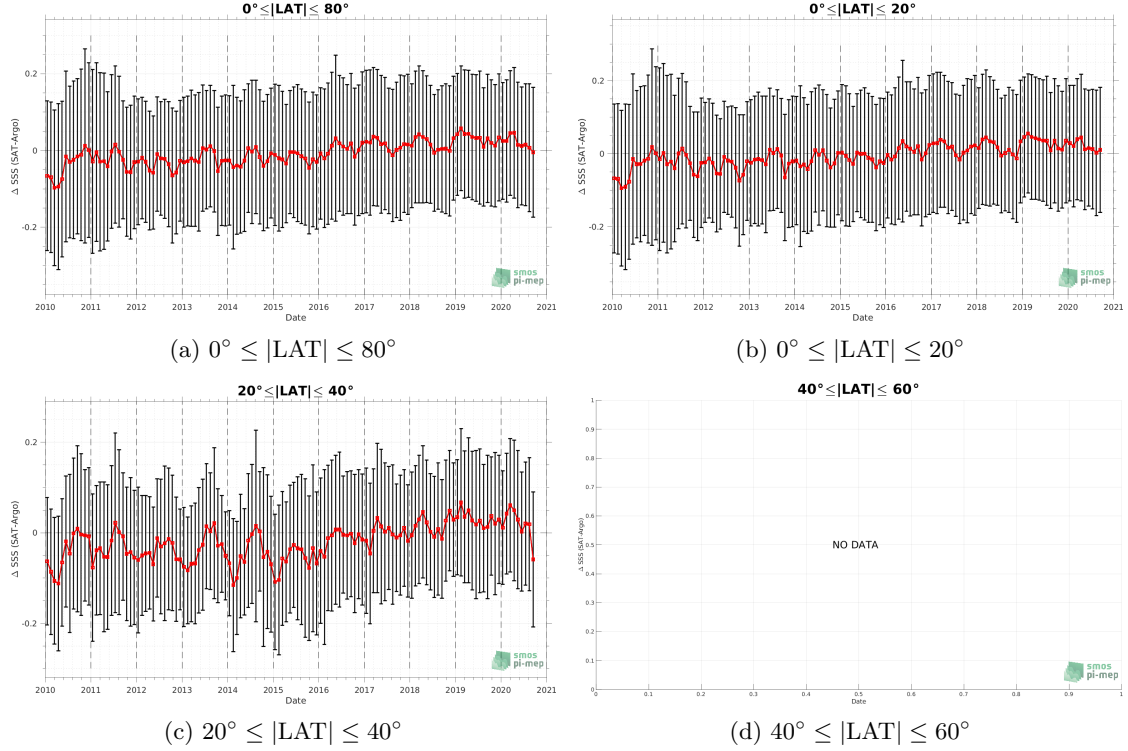 0°≤|LAT|≤ 80°
Δ SSS (SAT-Argo)
0.2
0
-0.2
2010 2011 2012 2013 2014 2015 2016 2017 2018 2019 2020 2021
Date
smos
pi-mep
(a) 0° ≤ |LAT| ≤ 80°
0°≤|LAT|≤ 20°
Δ SSS (SAT-Argo)
0.2
0
-0.2
2010 2011 2012 2013 2014 2015 2016 2017 2018 2019 2020 2021
Date
smos
pi-mep
(b) 0° ≤ |LAT| ≤ 20°
20°≤|LAT|≤ 40°
Δ SSS (SAT-Argo)
0.2
0
-0.2
2010 2011 2012 2013 2014 2015 2016 2017 2018 2019 2020 2021
Date
smos
pi-mep
(c) 20° ≤ |LAT| ≤ 40°
40°≤|LAT|≤ 60°
Δ SSS (SAT-Argo)
1
0.9
0.8
0.7
0.6
0.5
0.4
0.3
0.2
0.1
0
NO DATA
0 0.1 0.2 0.3 0.4 0.5 0.6 0.7 0.8 0.9 1
Date
smos
pi-mep
(d) 40° ≤ |LAT| ≤ 60°